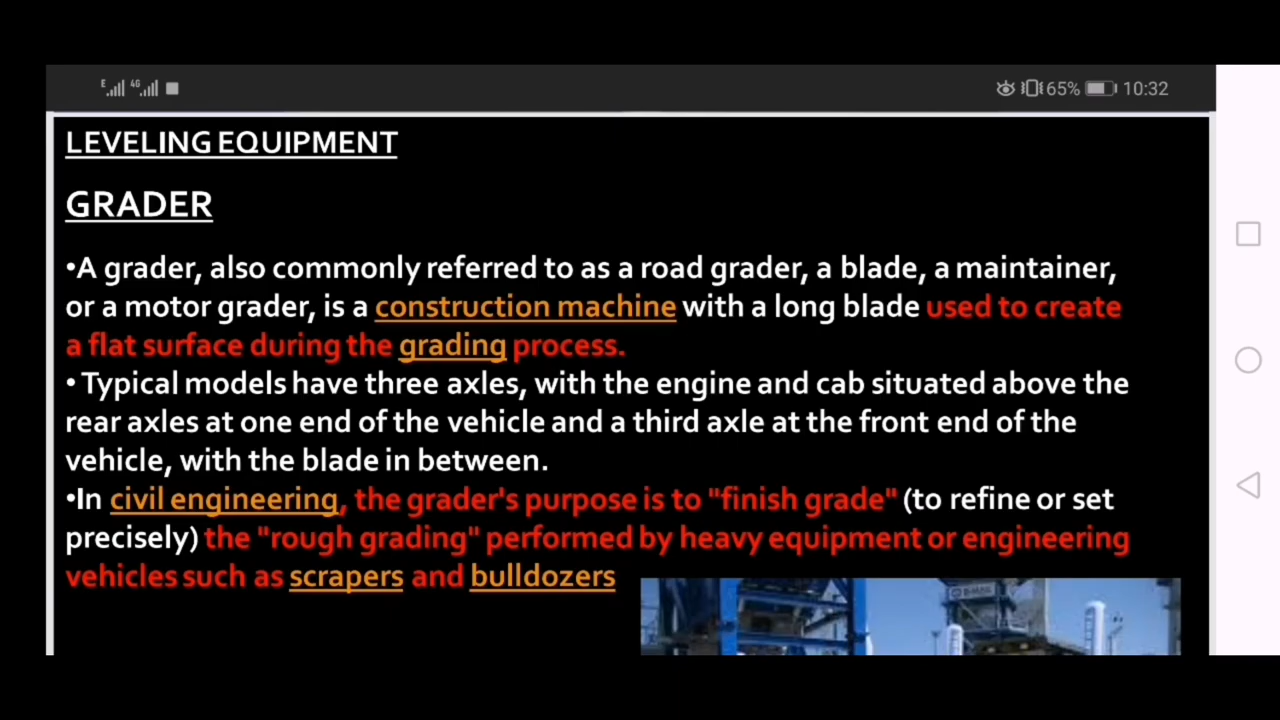 E 4G 65% 10:32
LEVELING EQUIPMENT
GRADER
•A grader, also commonly referred to as a road grader, a blade, a maintainer,
or a motor grader, is a construction machine with a long blade used to create
a flat surface during the grading process.
• Typical models have three axles, with the engine and cab situated above the
rear axles at one end of the vehicle and a third axle at the front end of the
vehicle, with the blade in between.
•In civil engineering, the grader's purpose is to "finish grade" (to refine or set
precisely) the "rough grading" performed by heavy equipment or engineering
vehicles such as scrapers and bulldozers